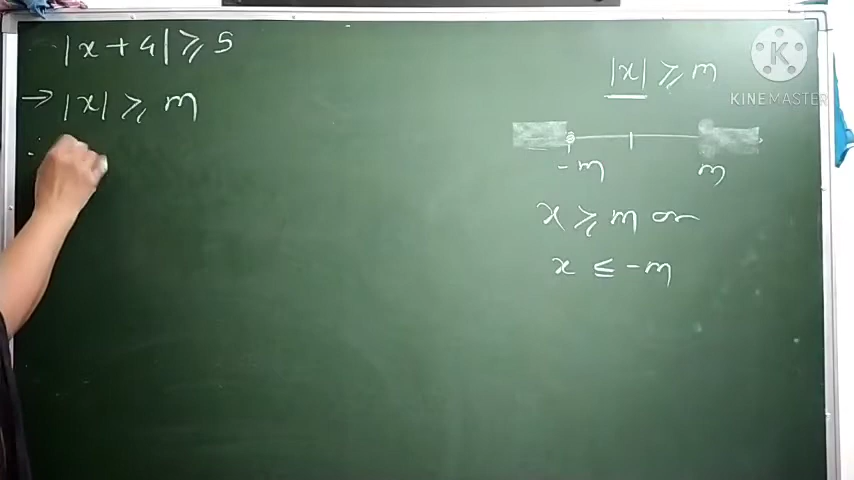 |x + 4| ⩾ 5
→ |x| ⩾ m
|x| ⩾ m
-m m
x ⩾ m or
x ≤ -m
KINEMASTER